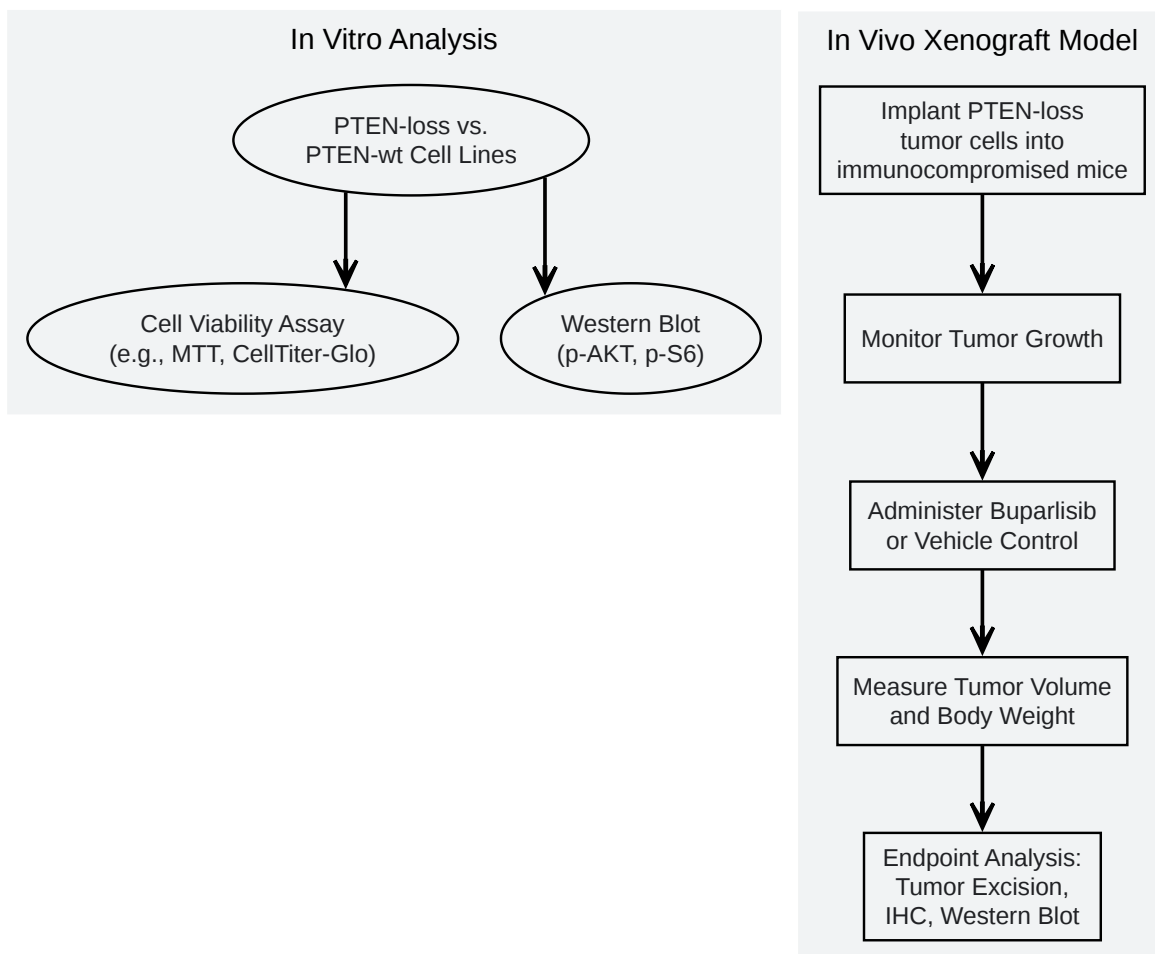 In Vitro Analysis
PTEN-loss vs.
PTEN-wt Cell Lines
Cell Viability Assay
(e.g., MTT, CellTiter-Glo)
Western Blot
(p-AKT, p-S6)
In Vivo Xenograft Model
Implant PTEN-loss
tumor cells into
immunocompromised mice
Monitor Tumor Growth
Administer Buparlisib
or Vehicle Control
Measure Tumor Volume
and Body Weight
Endpoint Analysis:
Tumor Excision,
IHC, Western Blot